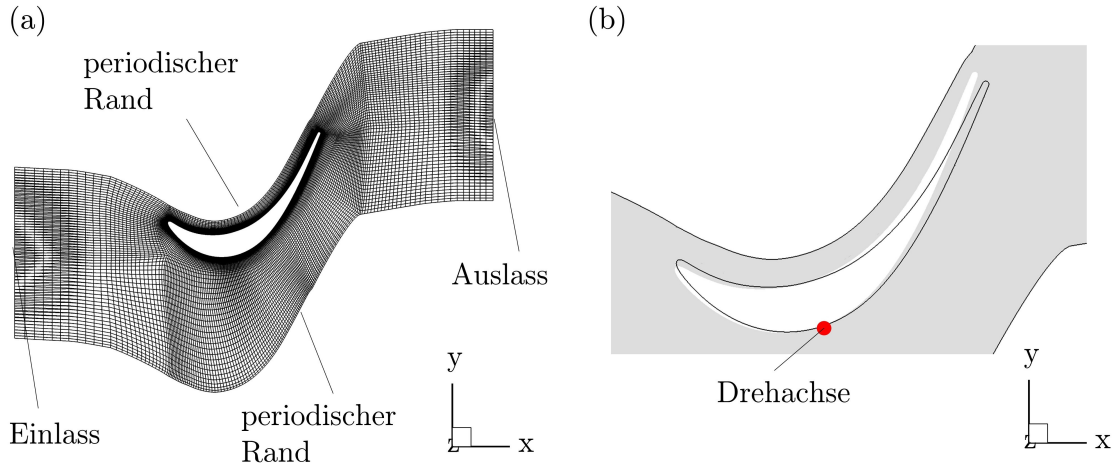 (a)
periodischer
Rand
Auslass
Einlass
periodischer
Rand
y
z
x
(b)
Drehachse
y
z
x